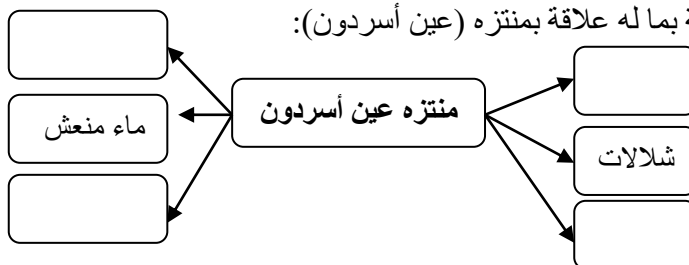 بما له علاقة بمنتزه (عين أسردون):
منتزه عين أسردون
ماء منعش
شلالات